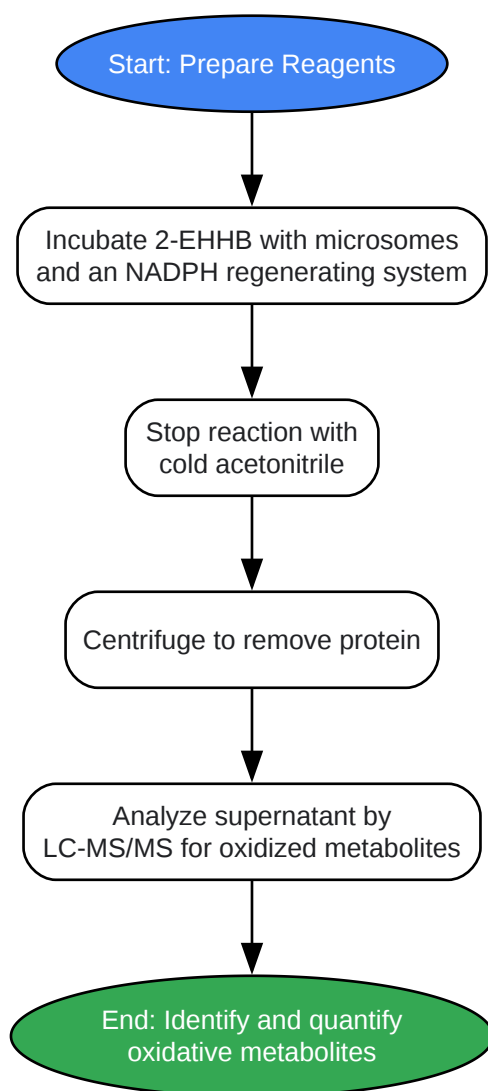 Start: Prepare Reagents
Incubate 2-EHHB with microsomes
and an NADPH regenerating system
Stop reaction with
cold acetonitrile
Centrifuge to remove protein
Analyze supernatant by
LC-MS/MS for oxidized metabolites
End: Identify and quantify
oxidative metabolites